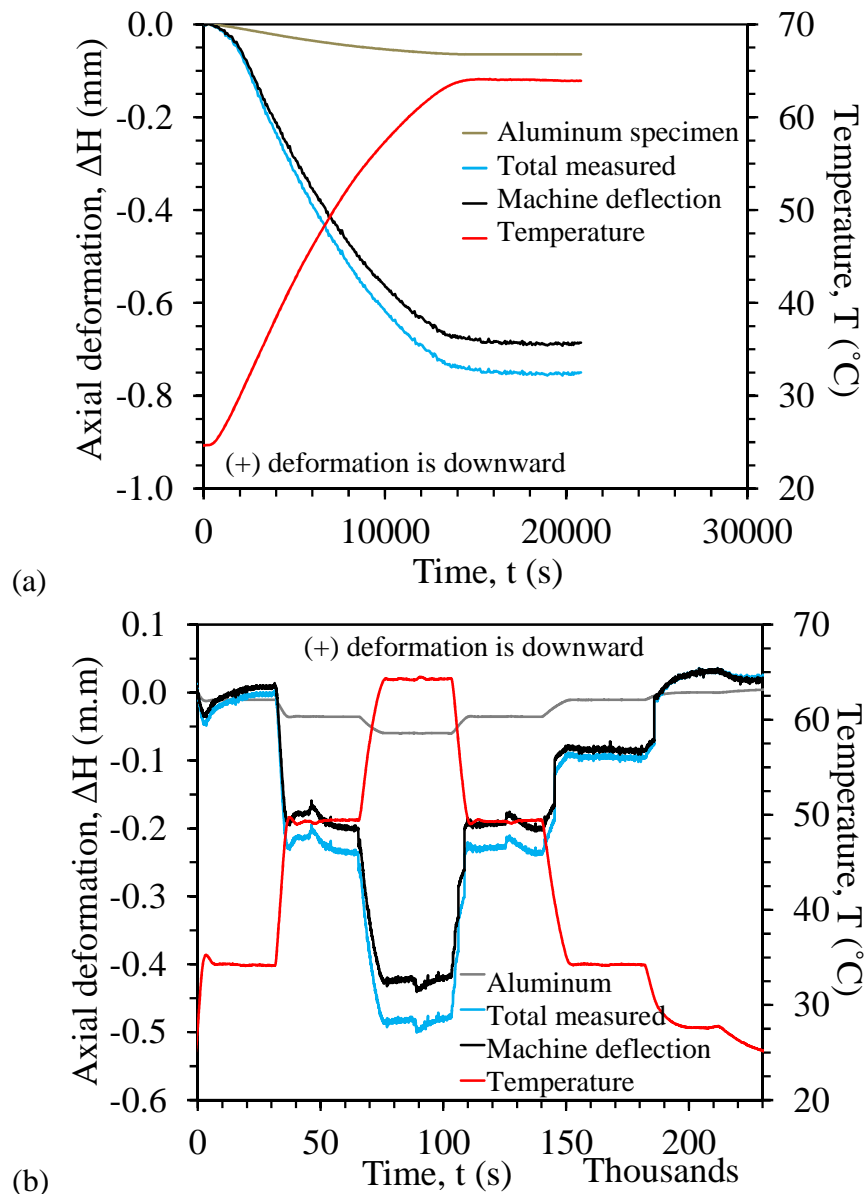 0.0
-0.2
-0.4
-0.6
-0.8
-1.0
Axial deformation, ΔH (mm)
70
60
50
40
30
20
Temperature, T (˚C)
Aluminum specimen
Total measured
Machine deflection
Temperature
(+) deformation is downward
0 10000 20000 30000
Time, t (s)
(a)
0.1
0.0
-0.1
-0.2
-0.3
-0.4
-0.5
-0.6
Axial deformation, ΔH (m.m)
70
60
50
40
30
20
Temperature, T (˚C)
(+) deformation is downward
Aluminum
Total measured
Machine deflection
Temperature
0 50 100 150 200
Time, t (s) Thousands
(b)